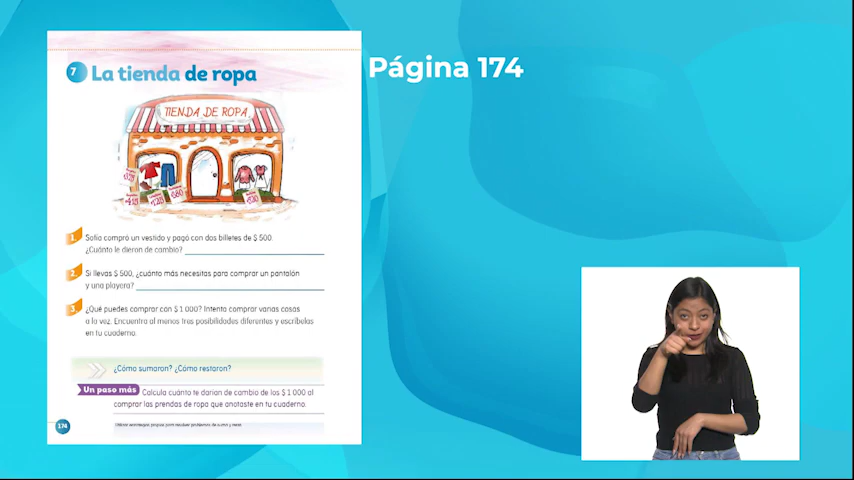 7 La tienda de ropa
Página 174
TIENDA DE ROPA
1. Sofía compró un vestido y pagó con dos billetes de $ 500.
¿Cuánto le dieron de cambio?
2. Si llevas $ 500, ¿cuánto más necesitas para comprar un pantalón
y una playera?
3. ¿Qué puedes comprar con $ 1 000? Intenta comprar varias cosas
a la vez. Encuentra al menos tres posibilidades diferentes y escríbelas
en tu cuaderno.
¿Cómo sumaron? ¿Cómo restaron?
Un paso más Calcula cuánto te darían de cambio de los $ 1 000 al
comprar las prendas de ropa que anotaste en tu cuaderno.
174